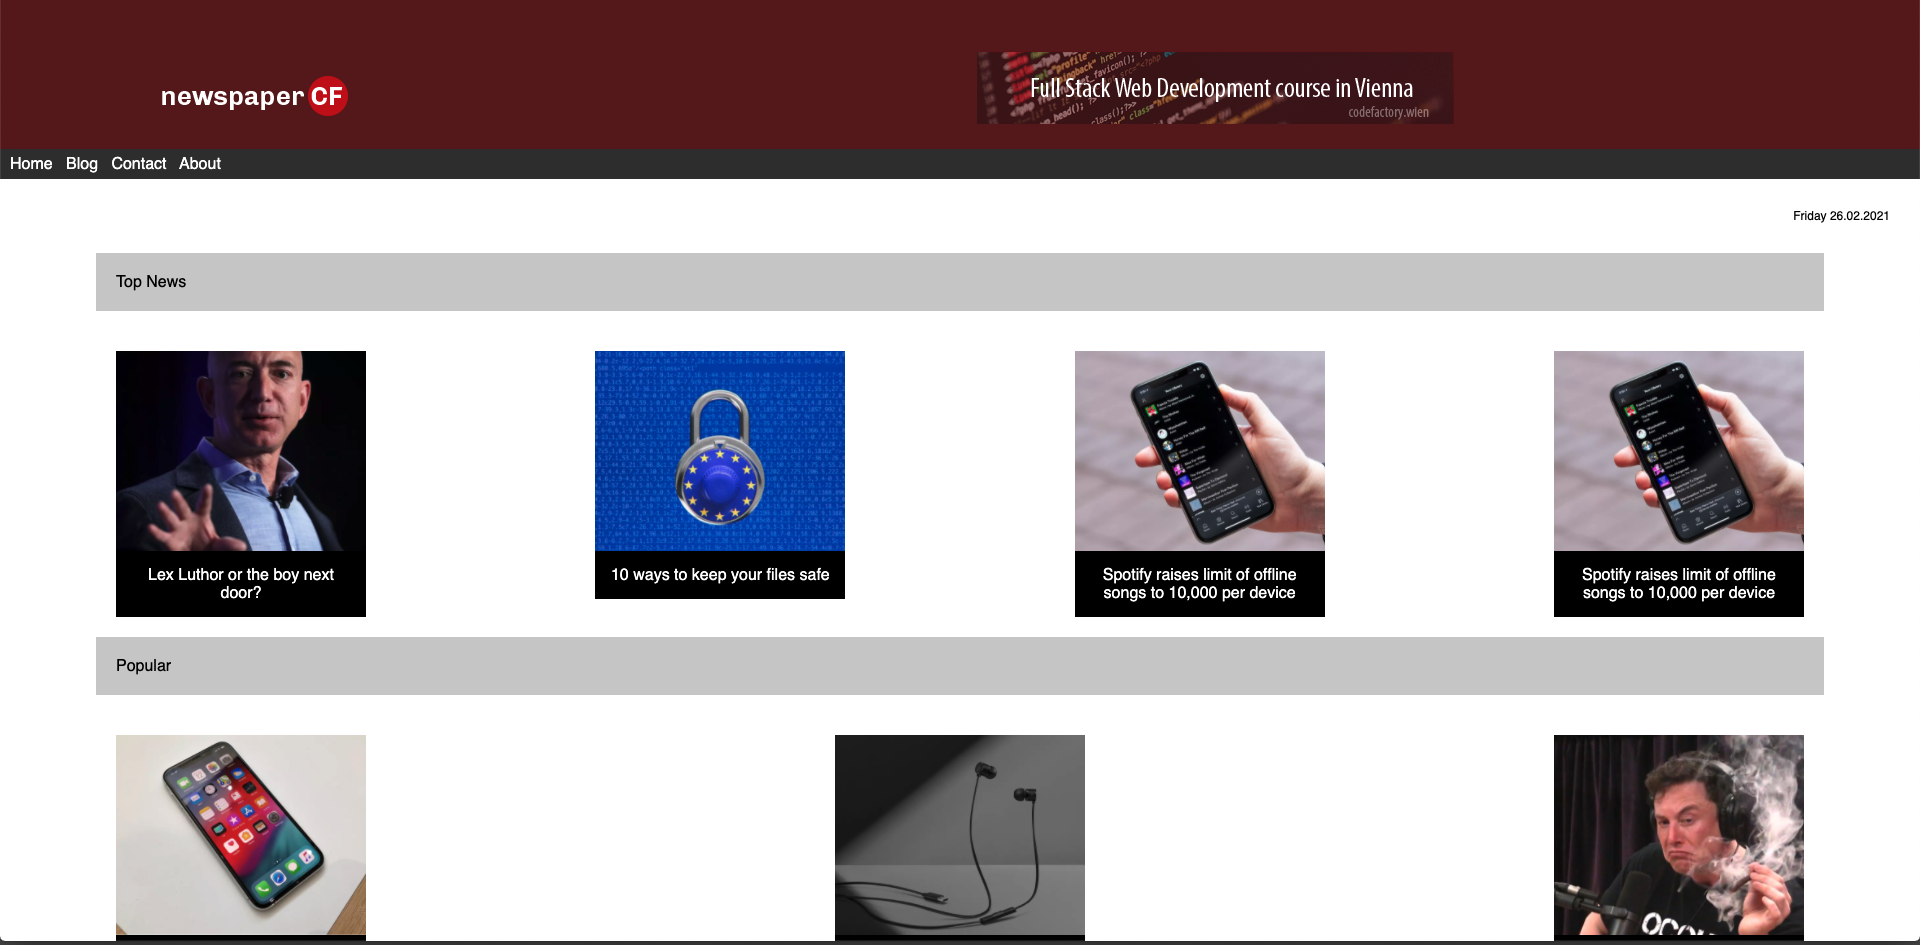 newspaper CF
Full Stack Web Development course in Vienna
codefactory.wien
Home Blog Contact About
Friday 26.02.2021
Top News
Lex Luthor or the boy next
door?
10 ways to keep your files safe
Spotify raises limit of offline
songs to 10,000 per device
Spotify raises limit of offline
songs to 10,000 per device
Popular